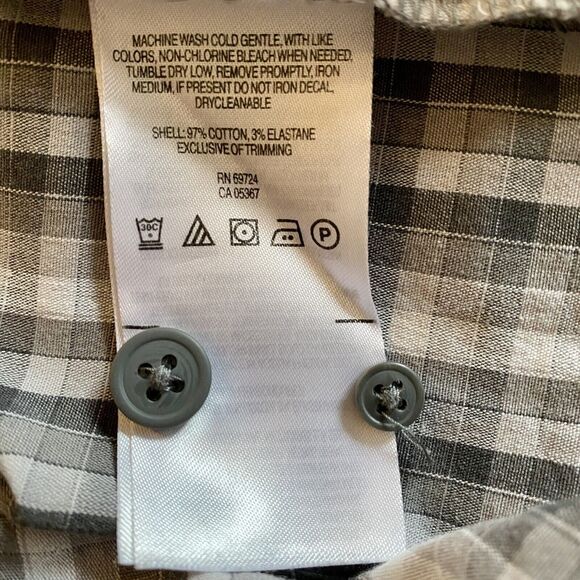 MACHINE WASH COLD GENTLE, WITH LIKE
COLORS, NON-CHLORINE BLEACH WHEN NEEDED,
TUMBLE DRY LOW, REMOVE PROMPTLY, IRON
MEDIUM, IF PRESENT DO NOT IRON DECAL,
DRYCLEANABLE
SHELL: 97% COTTON, 3% ELASTANE
EXCLUSIVE OF TRIMMING
RN 69724
CA 05367
30C
P